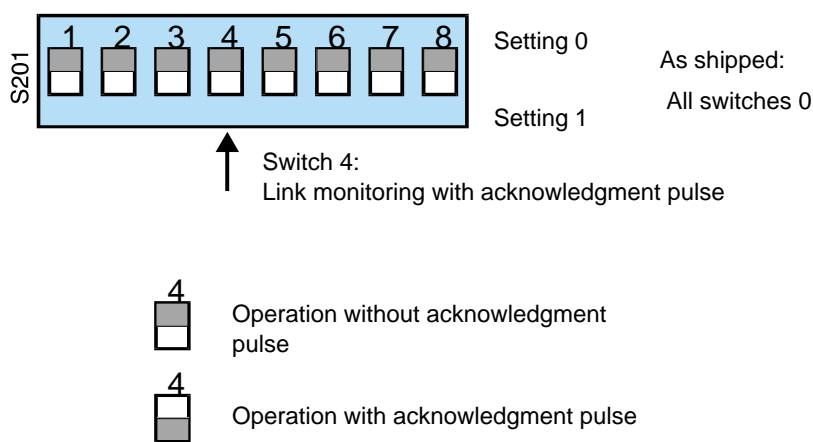 1 2 3 4 5 6 7 8
S201
Setting 0
Setting 1
As shipped:
All switches 0
Switch 4:
Link monitoring with acknowledgment pulse
4
Operation without acknowledgment
pulse
4
Operation with acknowledgment pulse